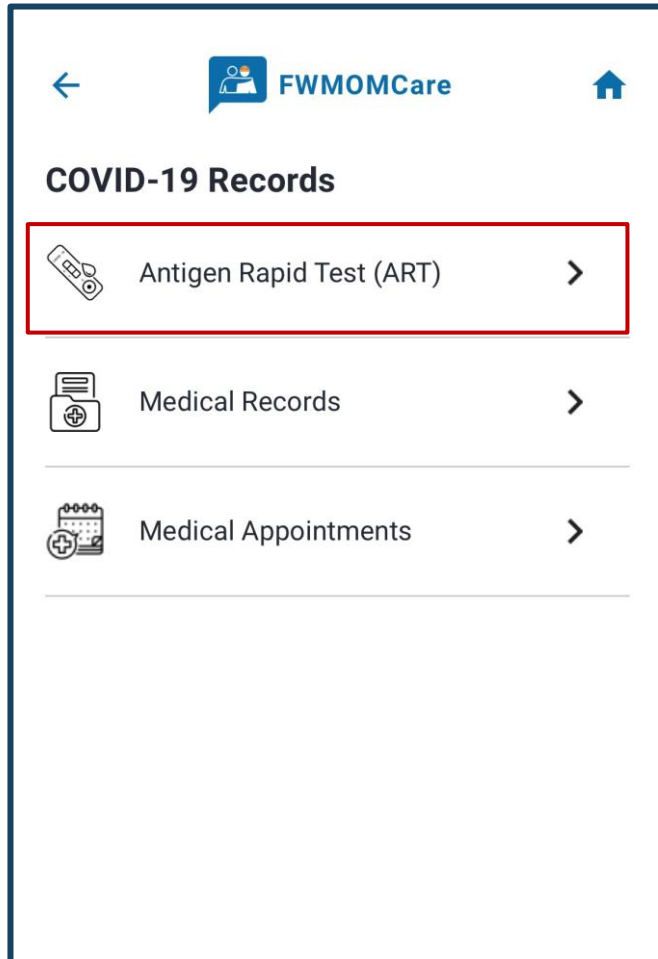 FWMOMCare
COVID-19 Records
Antigen Rapid Test (ART)
Medical Records
Medical Appointments